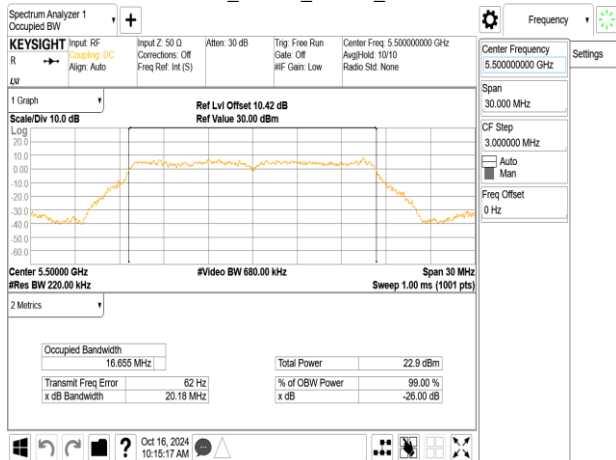 Spectrum Analyzer 1
Occupied BW
Frequency
KEYSIGHT
R
Input: RF
Coupling: DC
Align: Auto
Input Z: 50 Ω
Corrections: Off
Freq Ref: Int (S)
Atten: 30 dB
Trig: Free Run
Gate: Off
#IF Gain: Low
Center Freq: 5.500000000 GHz
Avg|Hold: 10/10
Radio Std: None
LXI
Center Frequency
5.500000000 GHz
Settings
Span
30.000 MHz
CF Step
3.000000 MHz
Auto
Man
Freq Offset
0 Hz
1 Graph
Scale/Div 10.0 dB
Ref Lvl Offset 10.42 dB
Ref Value 30.00 dBm
Log
20.0
10.0
0.00
-10.0
-20.0
-30.0
-40.0
-50.0
-60.0
Center 5.50000 GHz
#Video BW 680.00 kHz
Span 30 MHz
#Res BW 220.00 kHz
Sweep 1.00 ms (1001 pts)
2 Metrics
Occupied Bandwidth
16.655 MHz
Total Power 22.9 dBm
Transmit Freq Error 62 Hz
% of OBW Power 99.00 %
x dB Bandwidth 20.18 MHz
x dB -26.00 dB
?
Oct 16, 2024
10:15:17 AM